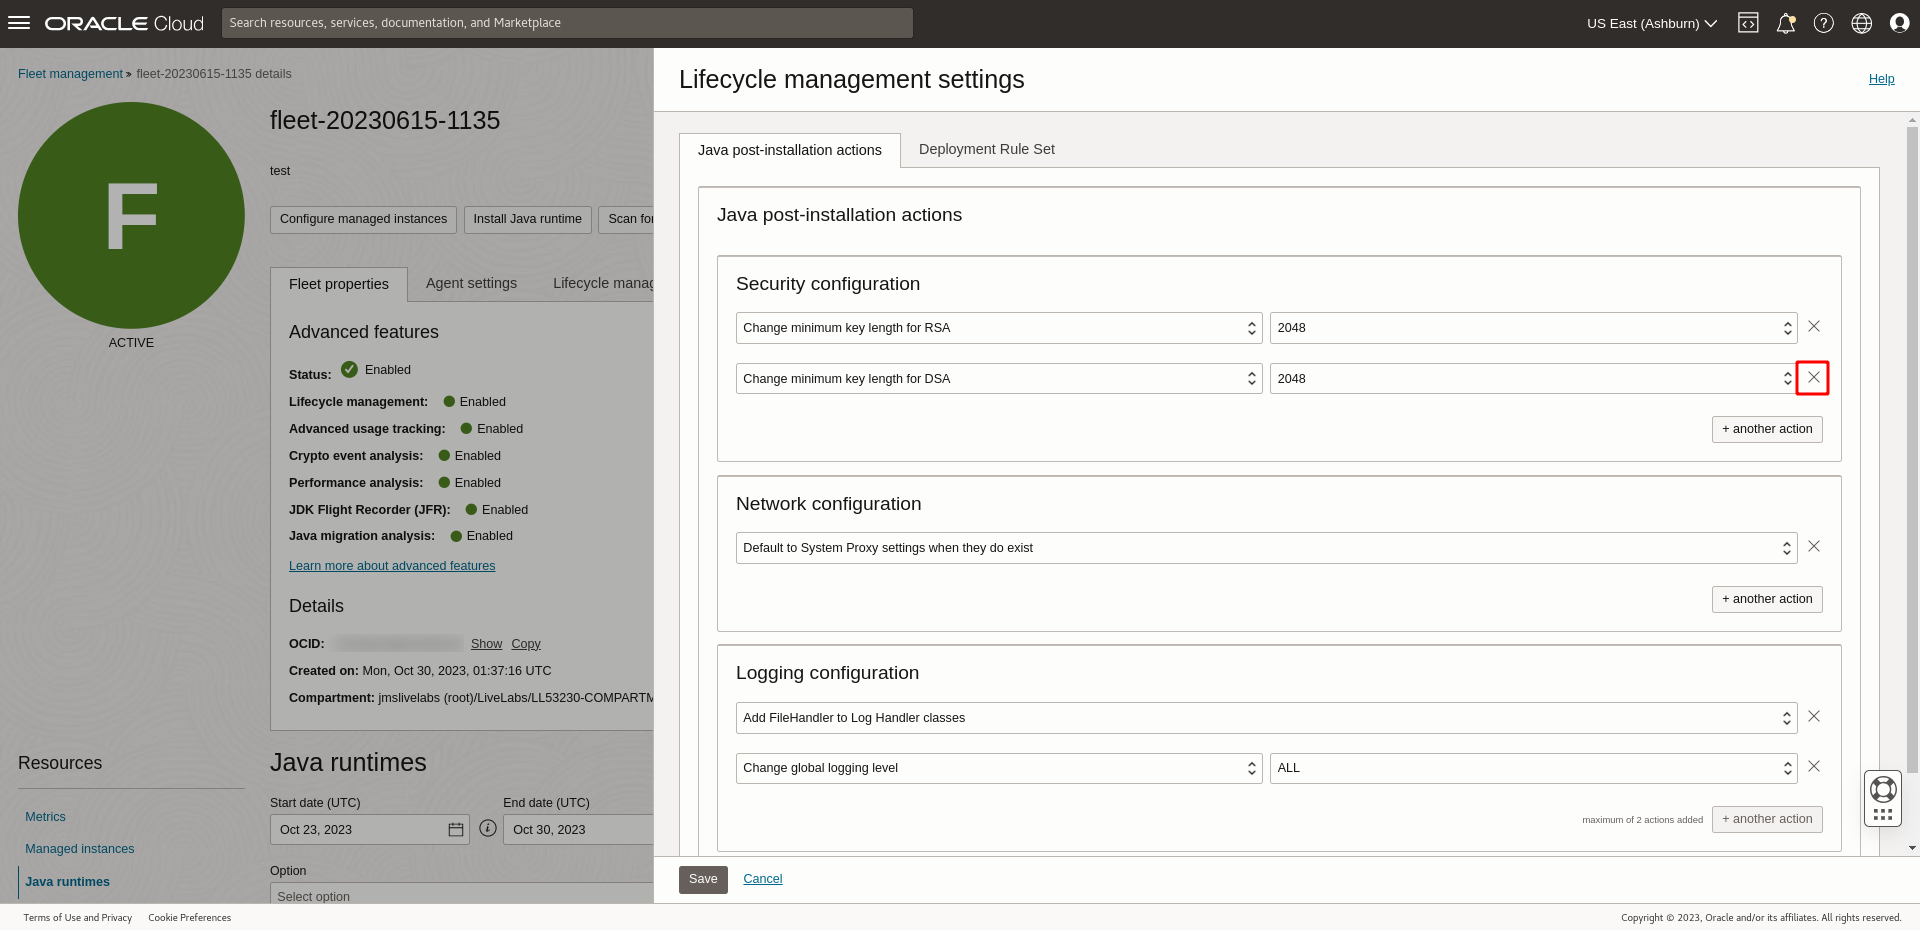 ORACLE Cloud
Search resources, services, documentation, and Marketplace
US East (Ashburn)
Fleet management » fleet-20230615-1135 details
F
ACTIVE
fleet-20230615-1135
test
Configure managed instances
Install Java runtime
Scan for
Fleet properties
Agent settings
Lifecycle manag
Advanced features
Status: Enabled
Lifecycle management: Enabled
Advanced usage tracking: Enabled
Crypto event analysis: Enabled
Performance analysis: Enabled
JDK Flight Recorder (JFR): Enabled
Java migration analysis: Enabled
Learn more about advanced features
Details
OCID: Show Copy
Created on: Mon, Oct 30, 2023, 01:37:16 UTC
Compartment: jmslivelabs (root)/LiveLabs/LL53230-COMPARTM
Resources
Metrics
Managed instances
Java runtimes
Java runtimes
Start date (UTC)
Oct 23, 2023
End date (UTC)
Oct 30, 2023
Option
Select option
Lifecycle management settings
Help
Java post-installation actions
Deployment Rule Set
Java post-installation actions
Security configuration
Change minimum key length for RSA
2048
Change minimum key length for DSA
2048
+ another action
Network configuration
Default to System Proxy settings when they do exist
+ another action
Logging configuration
Add FileHandler to Log Handler classes
Change global logging level
ALL
maximum of 2 actions added
+ another action
Save
Cancel
Terms of Use and Privacy
Cookie Preferences
Copyright © 2023, Oracle and/or its affiliates. All rights reserved.